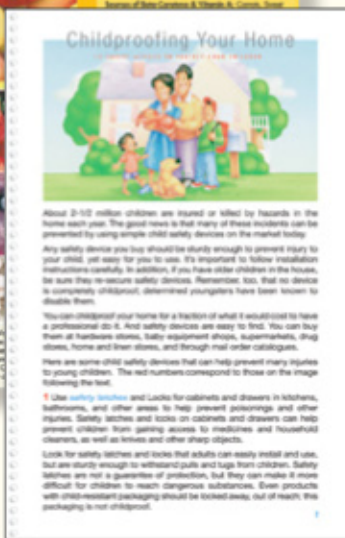 Sources of Beta Carotene & Vitamin A: Carrots, Sweet
Childproofing Your Home
About 2-1/2 million children are injured or killed by hazards in the
home each year. The good news is that many of these incidents can be
prevented by using simple child safety devices on the market today.
Any safety device you buy should be sturdy enough to prevent injury to
your child, yet easy for you to use. It's important to follow installation
instructions carefully. In addition, if you have older children in the house,
be sure they re-secure safety devices. Remember, too, that no device
is completely childproof; determined youngsters have been known to
disable them.
You can childproof your home for a fraction of what it would cost to have
a professional do it. And safety devices are easy to find. You can buy
them at hardware stores, baby equipment shops, supermarkets, drug
stores, home and linen stores, and through mail order catalogues.
Here are some child safety devices that can help prevent many injuries
to young children. The red numbers correspond to those on the image
following the text.
1 Use safety latches and Locks for cabinets and drawers in kitchens,
bathrooms, and other areas to help prevent poisonings and other
injuries. Safety latches and locks on cabinets and drawers can help
prevent children from gaining access to medicines and household
cleaners, as well as knives and other sharp objects.
Look for safety latches and locks that adults can easily install and use,
but are sturdy enough to withstand pulls and tugs from children. Safety
latches are not a guarantee of protection, but they can make it more
difficult for children to reach dangerous substances. Even products
with child-resistant packaging should be locked away, out of reach; this
packaging is not childproof.